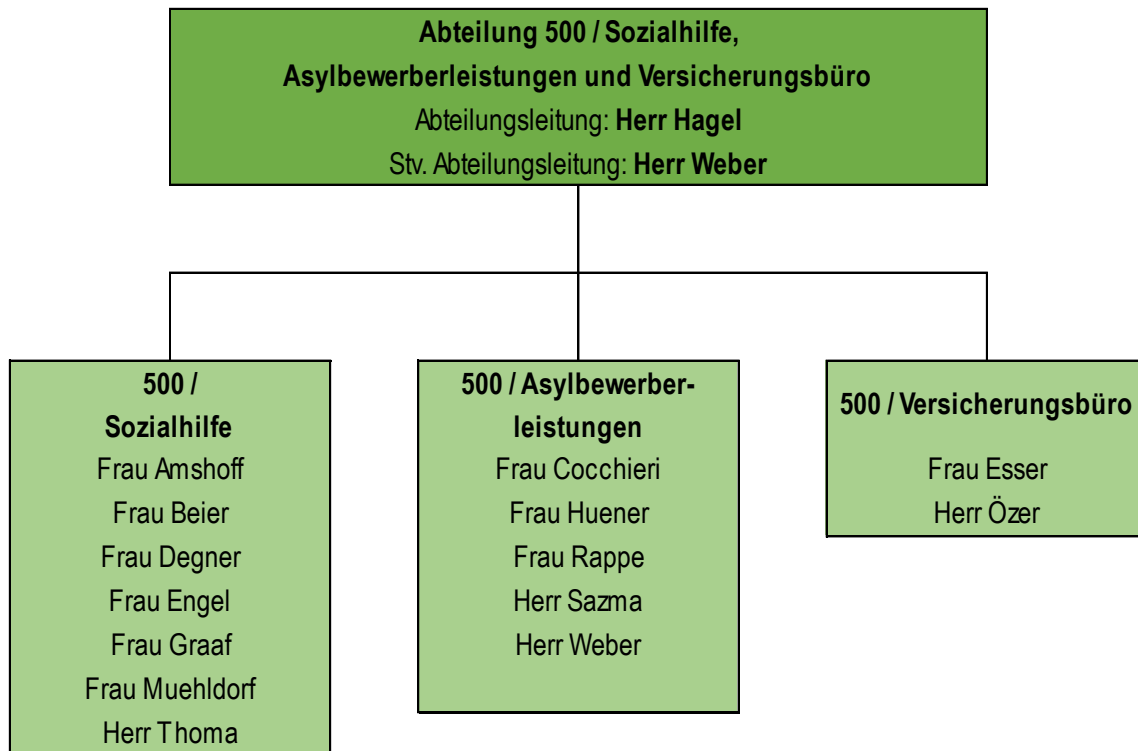 Abteilung 500 / Sozialhilfe,
Asylbewerberleistungen und Versicherungsbüro
Abteilungsleitung: Herr Hagel
Stv. Abteilungsleitung: Herr Weber
500 /
Sozialhilfe
Frau Amshoff
Frau Beier
Frau Degner
Frau Engel
Frau Graaf
Frau Muehldorf
Herr Thoma
500 / Asylbewerber-
leistungen
Frau Cocchieri
Frau Huener
Frau Rappe
Herr Sazma
Herr Weber
500 / Versicherungsbüro
Frau Esser
Herr Özer